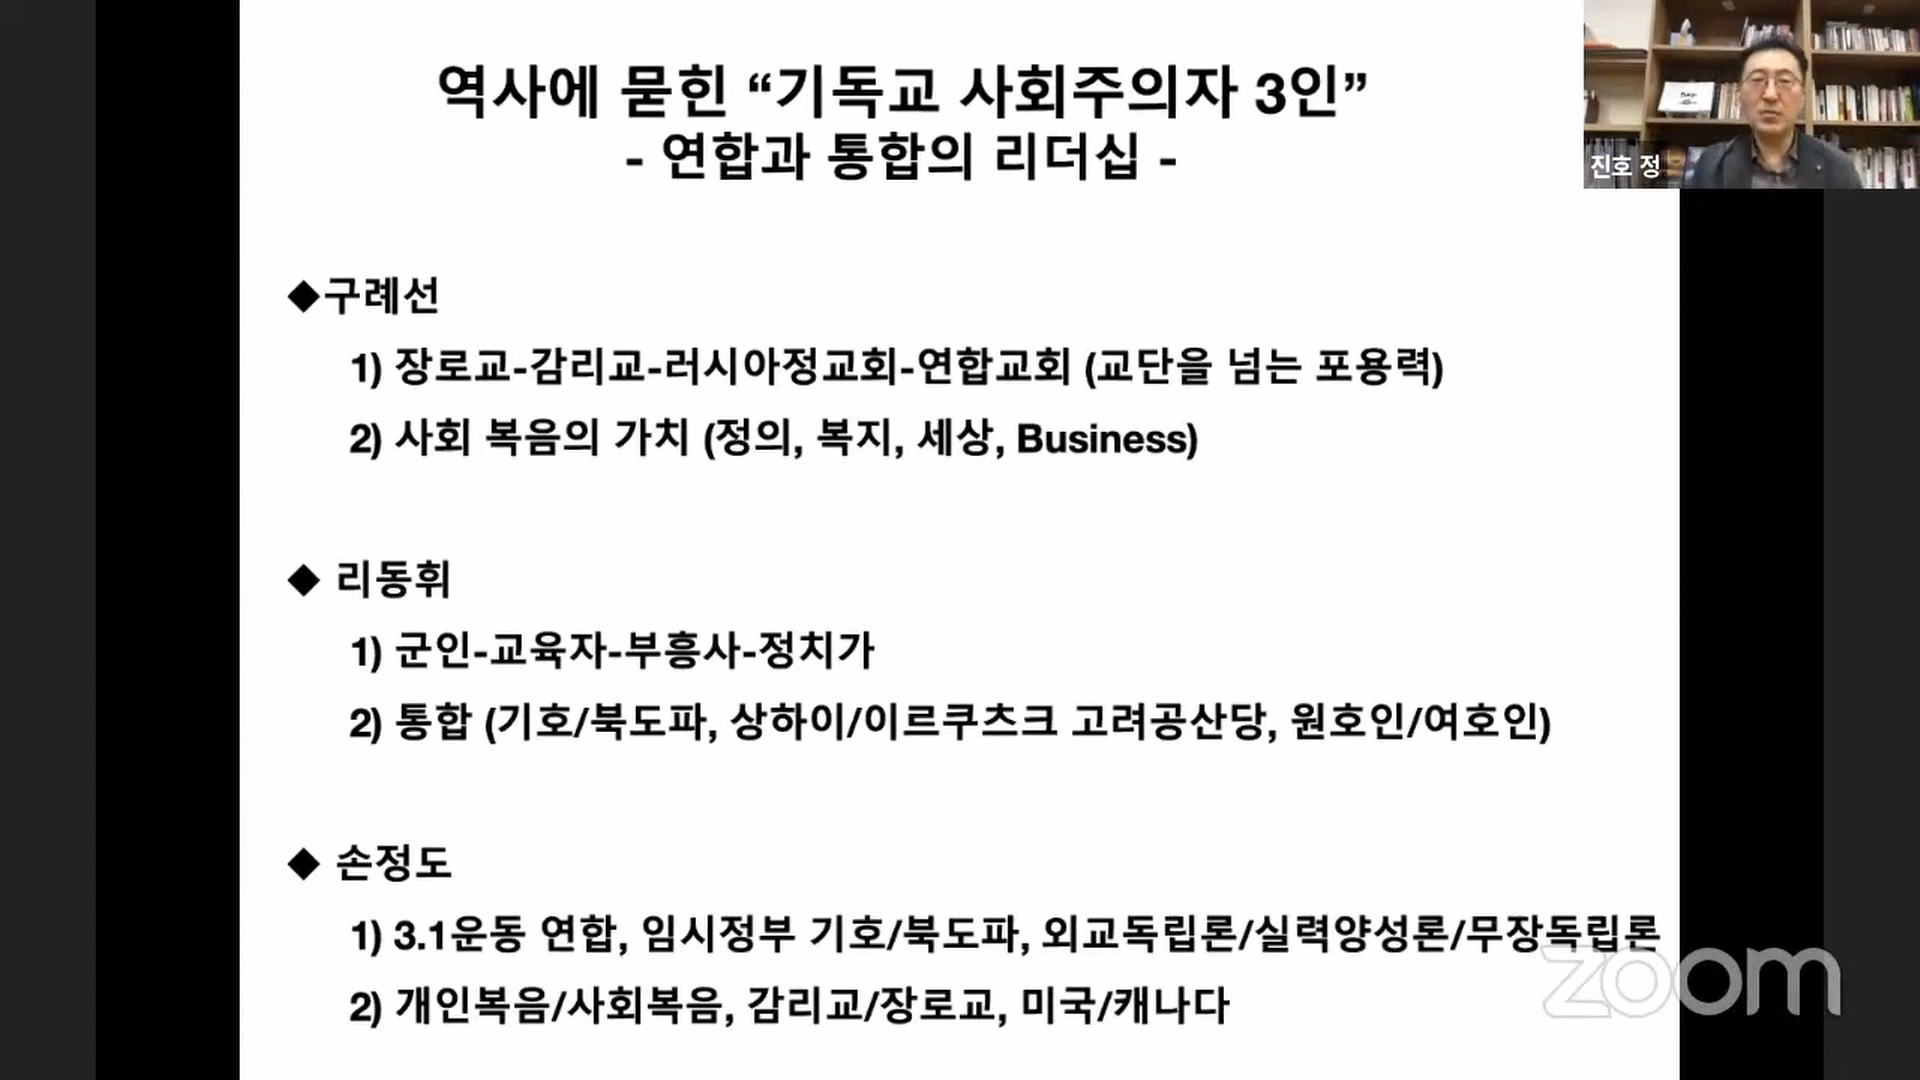 역사에 묻힌 “기독교 사회주의자 3인”
- 연합과 통합의 리더십 -
진호 정
◆구례선
1) 장로교-감리교-러시아정교회-연합교회 (교단을 넘는 포용력)
2) 사회 복음의 가치 (정의, 복지, 세상, Business)
◆ 리동휘
1) 군인-교육자-부흥사-정치가
2) 통합 (기호/북도파, 상하이/이르쿠츠크 고려공산당, 원호인/여호인)
◆ 손정도
1) 3.1운동 연합, 임시정부 기호/북도파, 외교독립론/실력양성론/무장독립론
2) 개인복음/사회복음, 감리교/장로교, 미국/캐나다
zoom